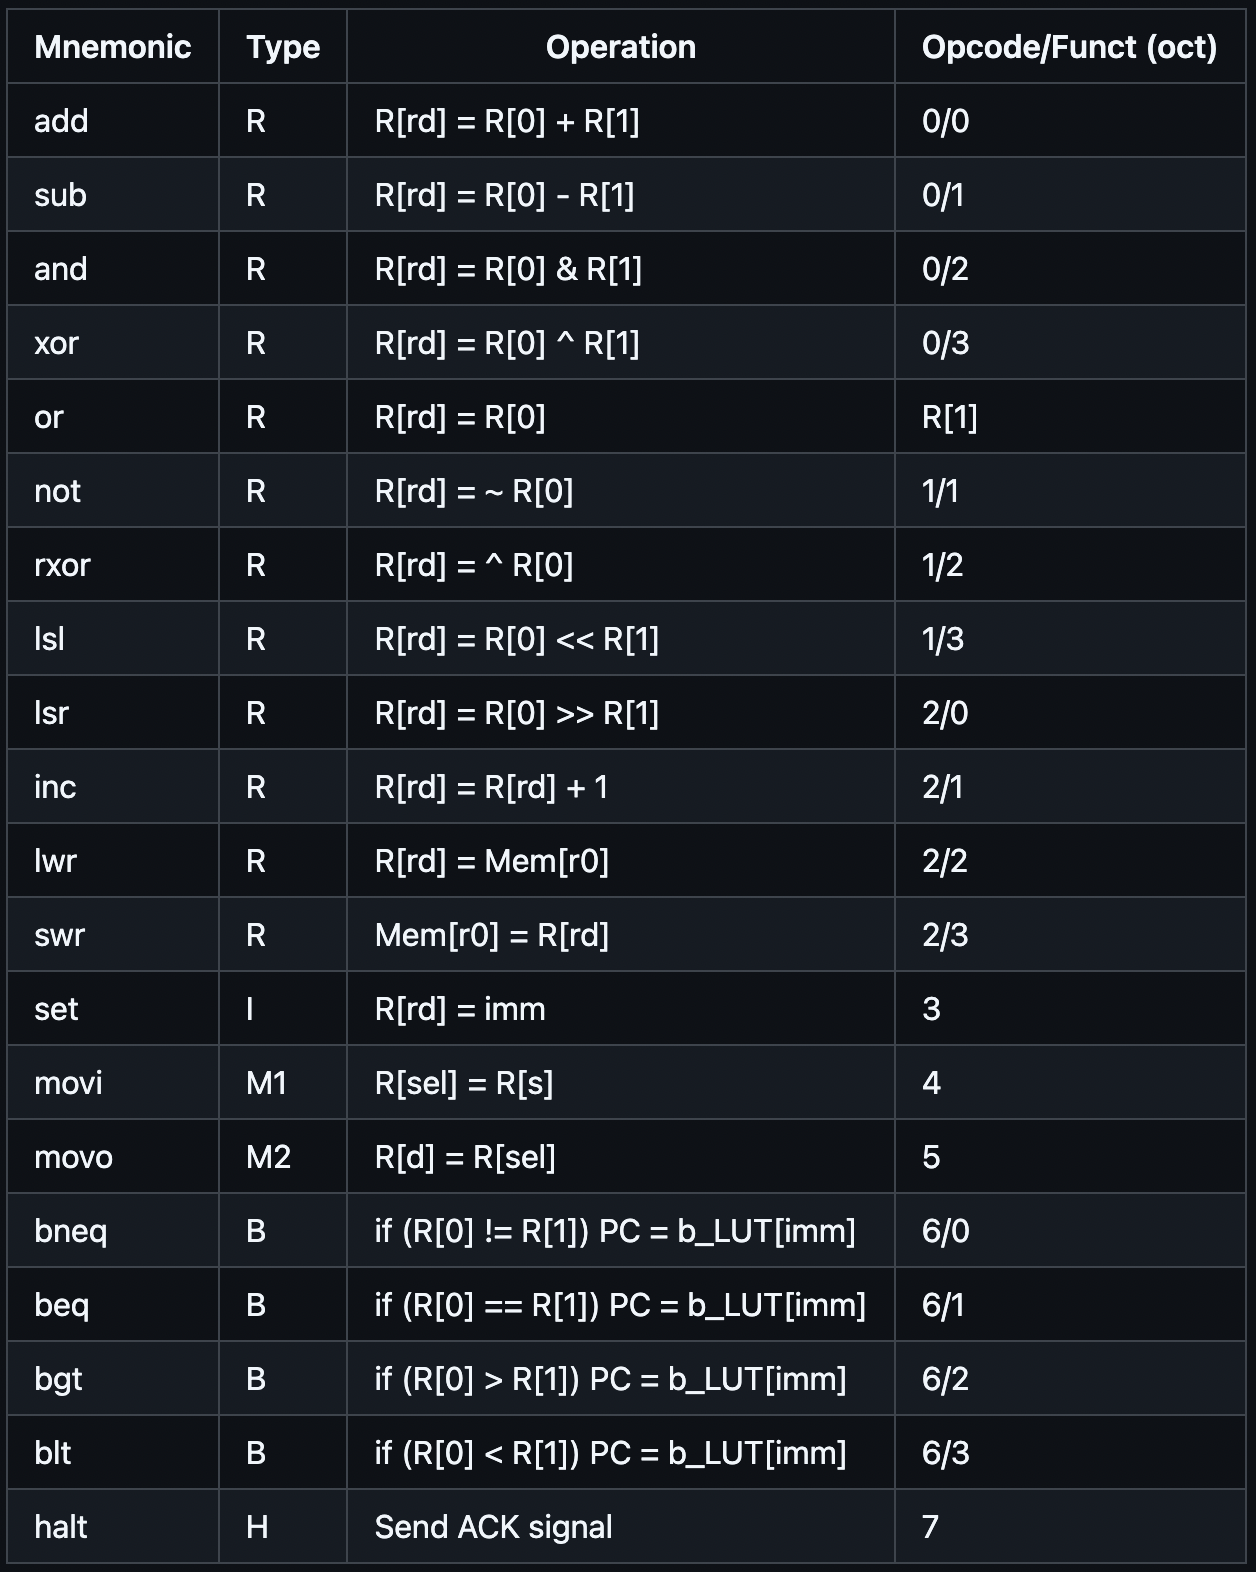 Mnemonic Type Operation Opcode/Funct (oct)
add R R[rd] = R[0] + R[1] 0/0
sub R R[rd] = R[0] - R[1] 0/1
and R R[rd] = R[0] & R[1] 0/2
xor R R[rd] = R[0] ^ R[1] 0/3
or R R[rd] = R[0] R[1]
not R R[rd] = ~ R[0] 1/1
rxor R R[rd] = ^ R[0] 1/2
lsl R R[rd] = R[0] << R[1] 1/3
lsr R R[rd] = R[0] >> R[1] 2/0
inc R R[rd] = R[rd] + 1 2/1
lwr R R[rd] = Mem[r0] 2/2
swr R Mem[r0] = R[rd] 2/3
set I R[rd] = imm 3
movi M1 R[sel] = R[s] 4
movo M2 R[d] = R[sel] 5
bneq B if (R[0] != R[1]) PC = b_LUT[imm] 6/0
beq B if (R[0] == R[1]) PC = b_LUT[imm] 6/1
bgt B if (R[0] > R[1]) PC = b_LUT[imm] 6/2
blt B if (R[0] < R[1]) PC = b_LUT[imm] 6/3
halt H Send ACK signal 7